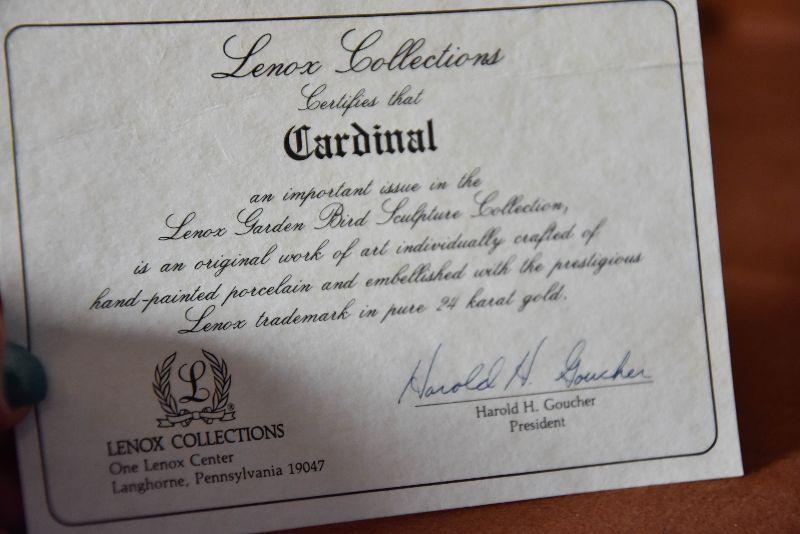 Lenox Collections
Certifies that
Cardinal
an important issue in the
Lenox Garden Bird Sculpture Collection,
is an original work of art individually crafted of
hand-painted porcelain and embellished with the prestigious
Lenox trademark in pure 24 karat gold.
L
®
LENOX COLLECTIONS
One Lenox Center
Langhorne, Pennsylvania 19047
Harold H. Goucher
Harold H. Goucher
President